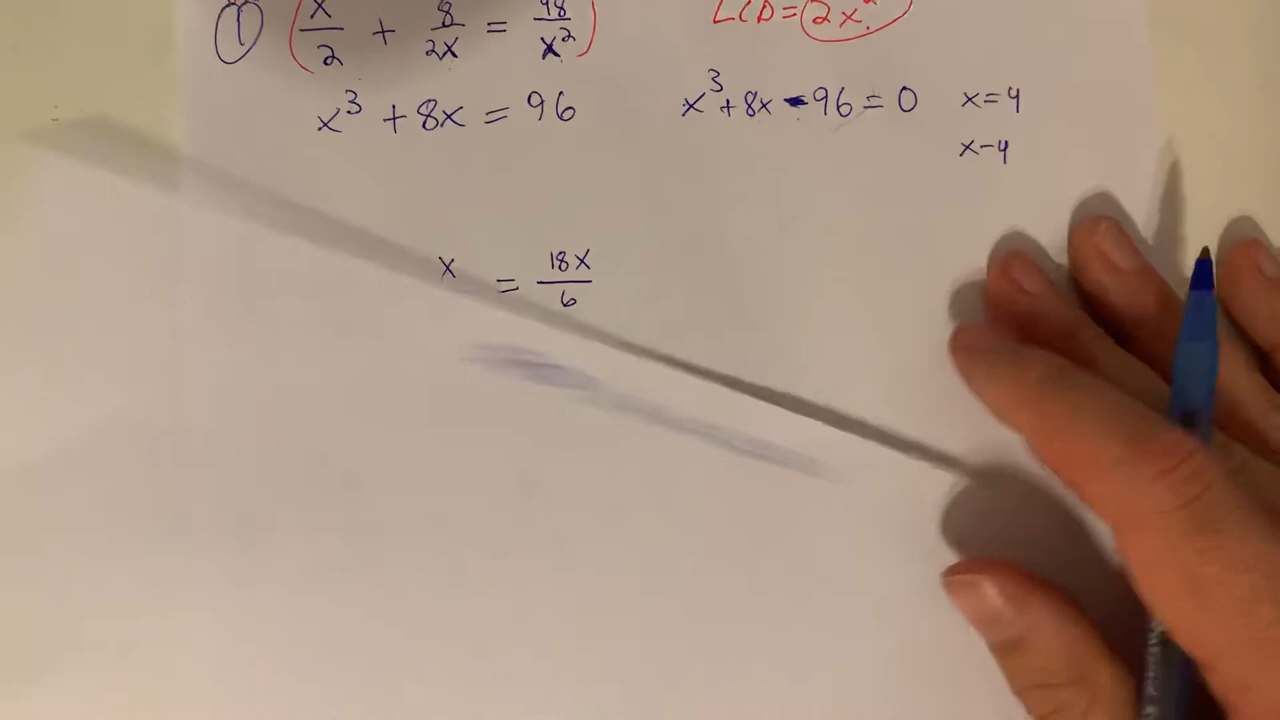 ① (x/2 + 8/2x = 48/x²) LCD = 2x²
x³ + 8x = 96 x³ + 8x - 96 = 0 x = 4
x - 4
x = 18x/6